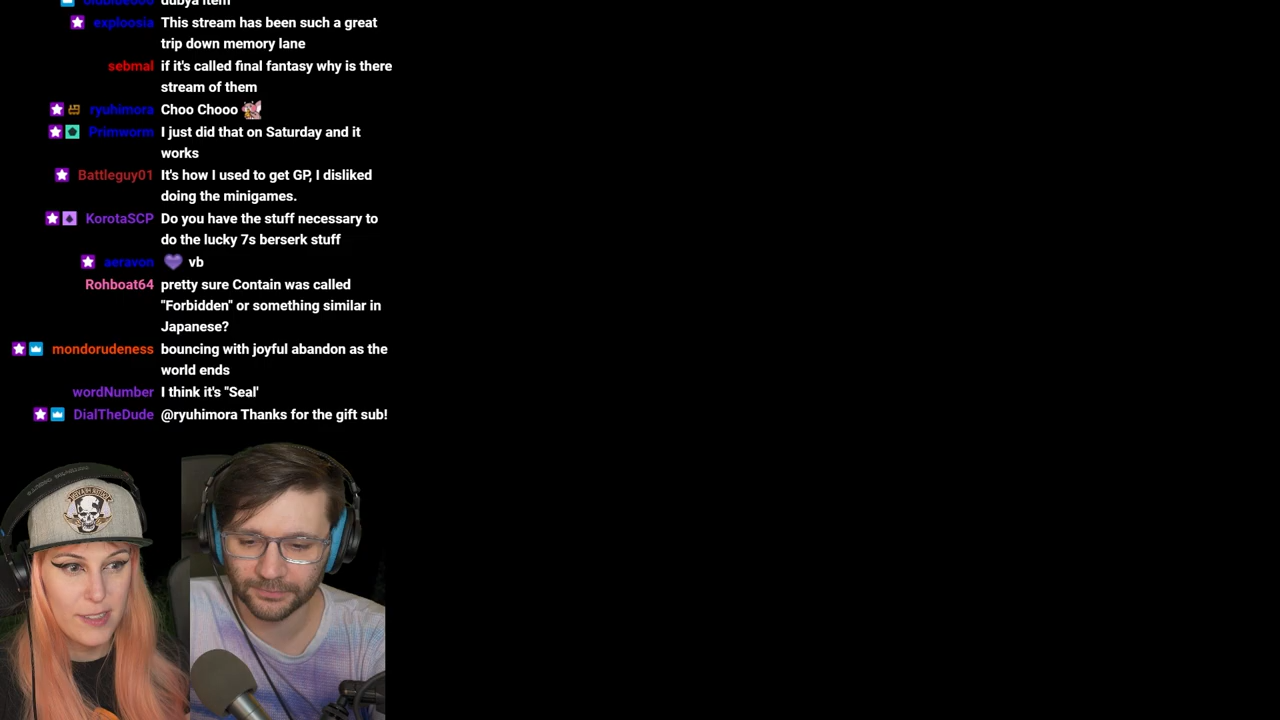 dubya item
exploosia This stream has been such a great
trip down memory lane
sebmal if it's called final fantasy why is there
stream of them
ryuhimora Choo Chooo
Primworm I just did that on Saturday and it
works
Battleguy01 It's how I used to get GP, I disliked
doing the minigames.
KorotaSCP Do you have the stuff necessary to
do the lucky 7s berserk stuff
aeravon vb
Rohboat64 pretty sure Contain was called
"Forbidden" or something similar in
Japanese?
mondorudeness bouncing with joyful abandon as the
world ends
wordNumber I think it's "Seal'
DialTheDude @ryuhimora Thanks for the gift sub!